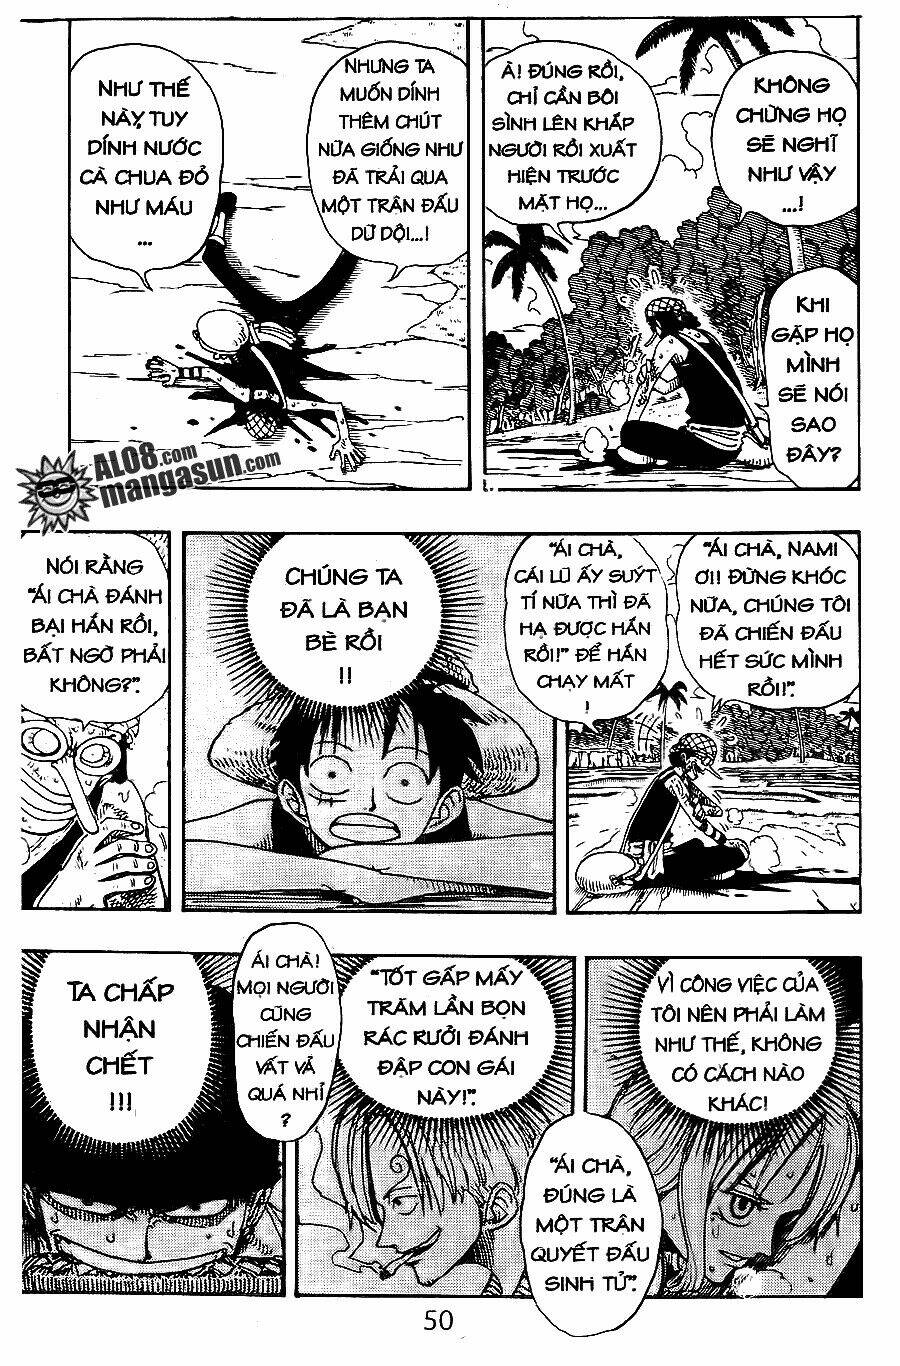 KHÔNG
CHỪNG HỌ
SẼ NGHĨ
NHƯ VẬY
...!
À! ĐÚNG RỒI,
CHỈ CẦN BÔI
SÌNH LÊN KHẮP
NGƯỜI RỒI XUẤT
HIỆN TRƯỚC
MẶT HỌ...
KHI
GẶP HỌ
MÌNH
SẼ NÓI
SAO
ĐÂY?
NHƯNG TA
MUỐN DÍNH
THÊM CHÚT
NỮA GIỐNG NHƯ
ĐÃ TRẢI QUA
MỘT TRẬN ĐẤU
DỮ DỘI...!
NHƯ THẾ
NÀY, TUY
DÍNH NƯỚC
CÀ CHUA ĐỎ
NHƯ MÁU
...
ALO8.com
mangasun.com
"ÁI CHÀ, NAMI
ƠI! ĐỪNG KHÓC
NỮA, CHÚNG TÔI
ĐÃ CHIẾN ĐẤU
HẾT SỨC MÌNH
RỒI!".
"ÁI CHÀ,
CÁI LŨ ẤY SUÝT
TÍ NỮA THÌ ĐÃ
HẠ ĐƯỢC HẮN
RỒI!" ĐỂ HẮN
CHẠY MẤT
!
CHÚNG TA
ĐÃ LÀ BẠN
BÈ RỒI
!!
NÓI RẰNG
"ÁI CHÀ ĐÁNH
BẠI HẮN RỒI,
BẤT NGỜ PHẢI
KHÔNG?".
VÌ CÔNG VIỆC CỦA
TÔI NÊN PHẢI LÀM
NHƯ THẾ, KHÔNG
CÓ CÁCH NÀO
KHÁC!
"ÁI CHÀ,
ĐÚNG LÀ
MỘT TRẬN
QUYẾT ĐẤU
SINH TỬ".
"TỐT GẤP MẤY
TRĂM LẦN BỌN
RÁC RƯỞI ĐÁNH
ĐẬP CON GÁI
NÀY!".
ÁI CHÀ!
MỌI NGƯỜI
CŨNG
CHIẾN ĐẤU
VẤT VẢ
QUÁ NHỈ
?
TA CHẤP
NHẬN
CHẾT
!!!
50